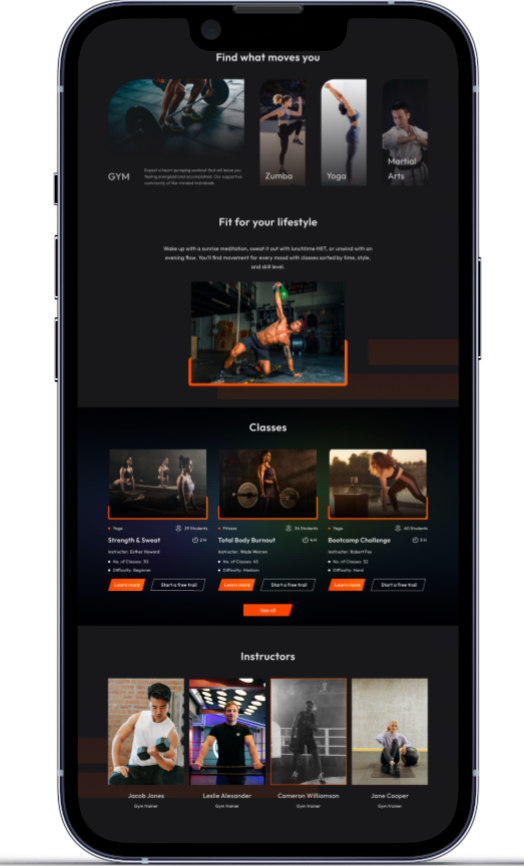 Find what moves you
GYM
Expect a heart-pumping workout that will leave you
feeling energized and accomplished. Our supportive
community of like-minded individuals.
Zumba
Yoga
Martial
Arts
Fit for your lifestyle
Wake up with a sunrise meditation, sweat it out with lunchtime HIIT, or unwind with an
evening flow. You'll find movement for every mood with classes sorted by time, style,
and skill level.
Classes
Yoga
Students
Fitness
Students
Yoga
Students
Strength & Sweat
Total Body Burnout
Bootcamp Challenge
Instructor: Esther Howard
Instructor: Wade Warren
Instructor: Robert Fox
No. of Classes: 30
No. of Classes: 40
No. of Classes: 32
Difficulty: Beginner
Difficulty: Medium
Difficulty: Hard
Learn more
Start a free trail
Learn more
Start a free trail
Learn more
Start a free trail
See all
Instructors
Jacob Jones
Leslie Alexander
Cameron Williamson
Jane Cooper
Gym trainer
Gym trainer
Gym trainer
Gym trainer